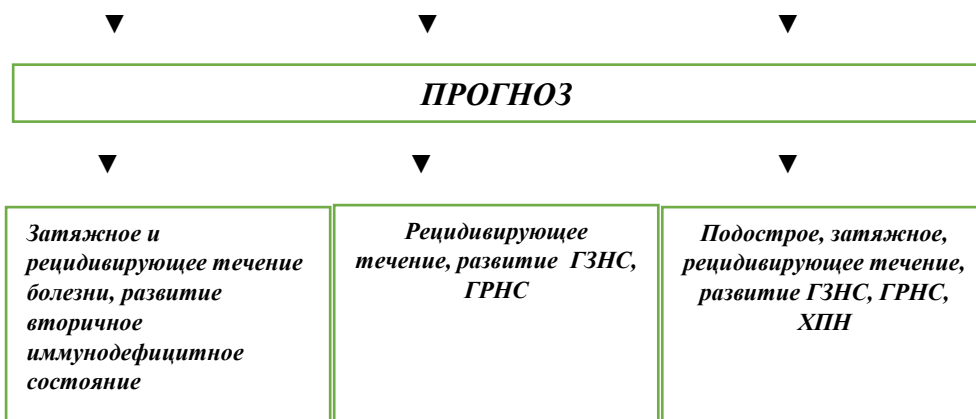 ПРОГНОЗ
Затяжное и
рецидивирующее течение
болезни, развитие
вторичное
иммунодефицитное
состояние
Рецидивирующее
течение, развитие ГЗНС,
ГРНС
Подострое, затяжное,
рецидивирующее течение,
развитие ГЗНС, ГРНС,
ХПН